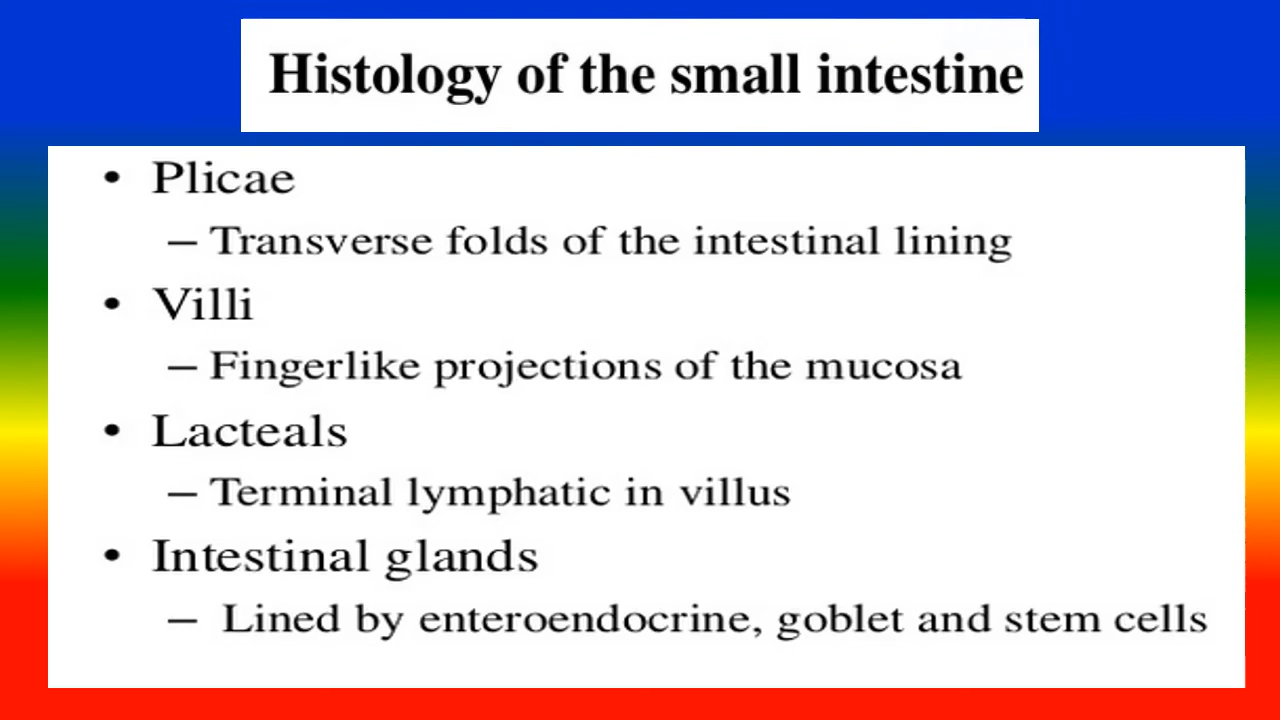 Histology of the small intestine
• Plicae
– Transverse folds of the intestinal lining
• Villi
– Fingerlike projections of the mucosa
• Lacteals
– Terminal lymphatic in villus
• Intestinal glands
– Lined by enteroendocrine, goblet and stem cells